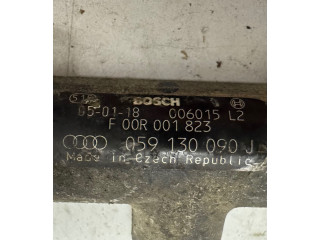 BOSCH
05-01-18 006015 L2
F 00R 001 823
059 130 090 J
Made in Czech Republic